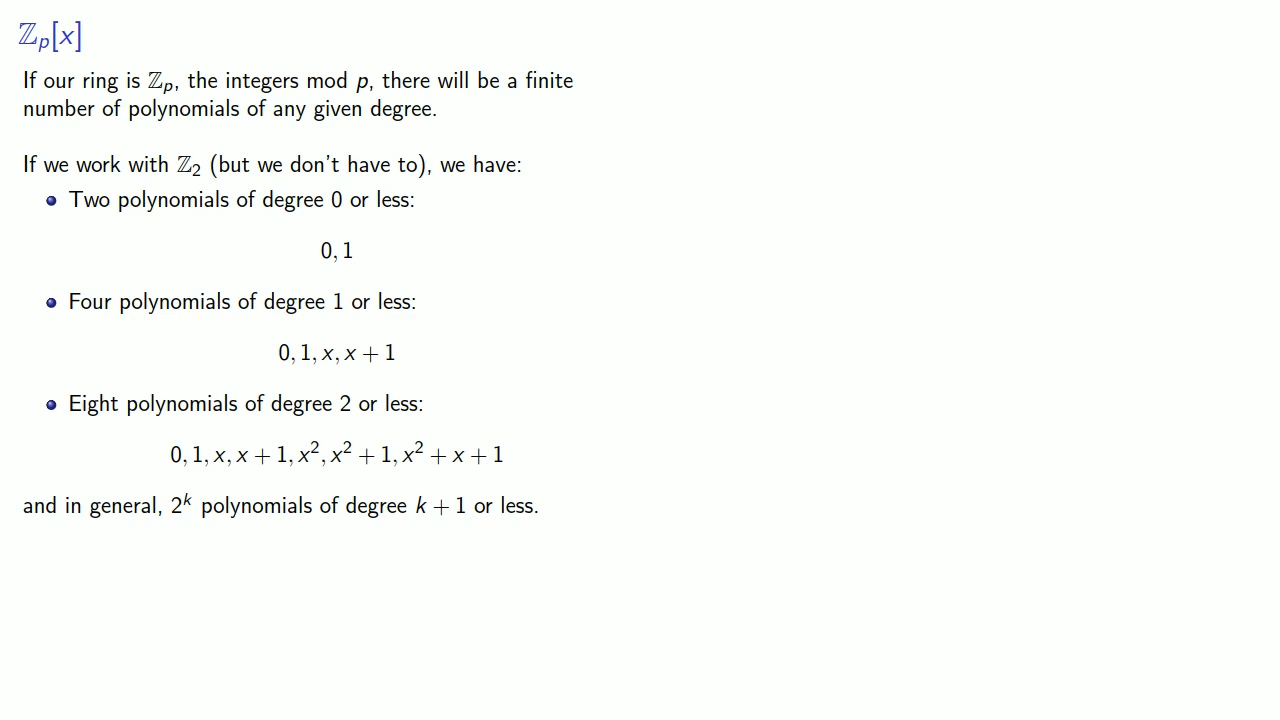 ℤₚ[x]
If our ring is ℤₚ, the integers mod p, there will be a finite
number of polynomials of any given degree.
If we work with ℤ₂ (but we don't have to), we have:
• Two polynomials of degree 0 or less:
0, 1
• Four polynomials of degree 1 or less:
0, 1, x, x + 1
• Eight polynomials of degree 2 or less:
0, 1, x, x + 1, x², x² + 1, x² + x + 1
and in general, 2ᵏ polynomials of degree k + 1 or less.